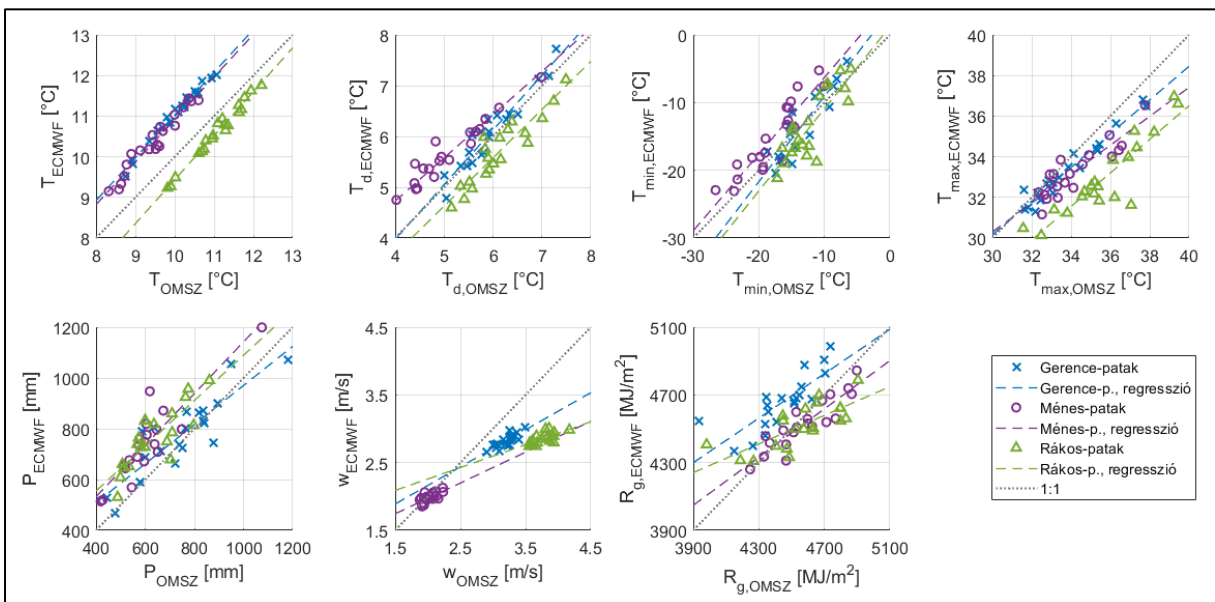 13
12
11
10
9
8
T_ECMWF [°C]
8 9 10 11 12 13
T_OMSZ [°C]
8
7
6
5
4
T_d,ECMWF [°C]
4 5 6 7 8
T_d,OMSZ [°C]
0
-10
-20
-30
T_min,ECMWF [°C]
-30 -20 -10 0
T_min,OMSZ [°C]
40
38
36
34
32
30
T_max,ECMWF [°C]
30 32 34 36 38 40
T_max,OMSZ [°C]
1200
1000
800
600
400
P_ECMWF [mm]
400 600 800 1000 1200
P_OMSZ [mm]
4.5
3.5
2.5
1.5
w_ECMWF [m/s]
1.5 2.5 3.5 4.5
w_OMSZ [m/s]
5100
4700
4300
3900
R_g,ECMWF [MJ/m²]
3900 4300 4700 5100
R_g,OMSZ [MJ/m²]
Gerence-patak
Gerence-p., regresszió
Ménes-patak
Ménes-p., regresszió
Rákos-patak
Rákos-p., regresszió
1:1